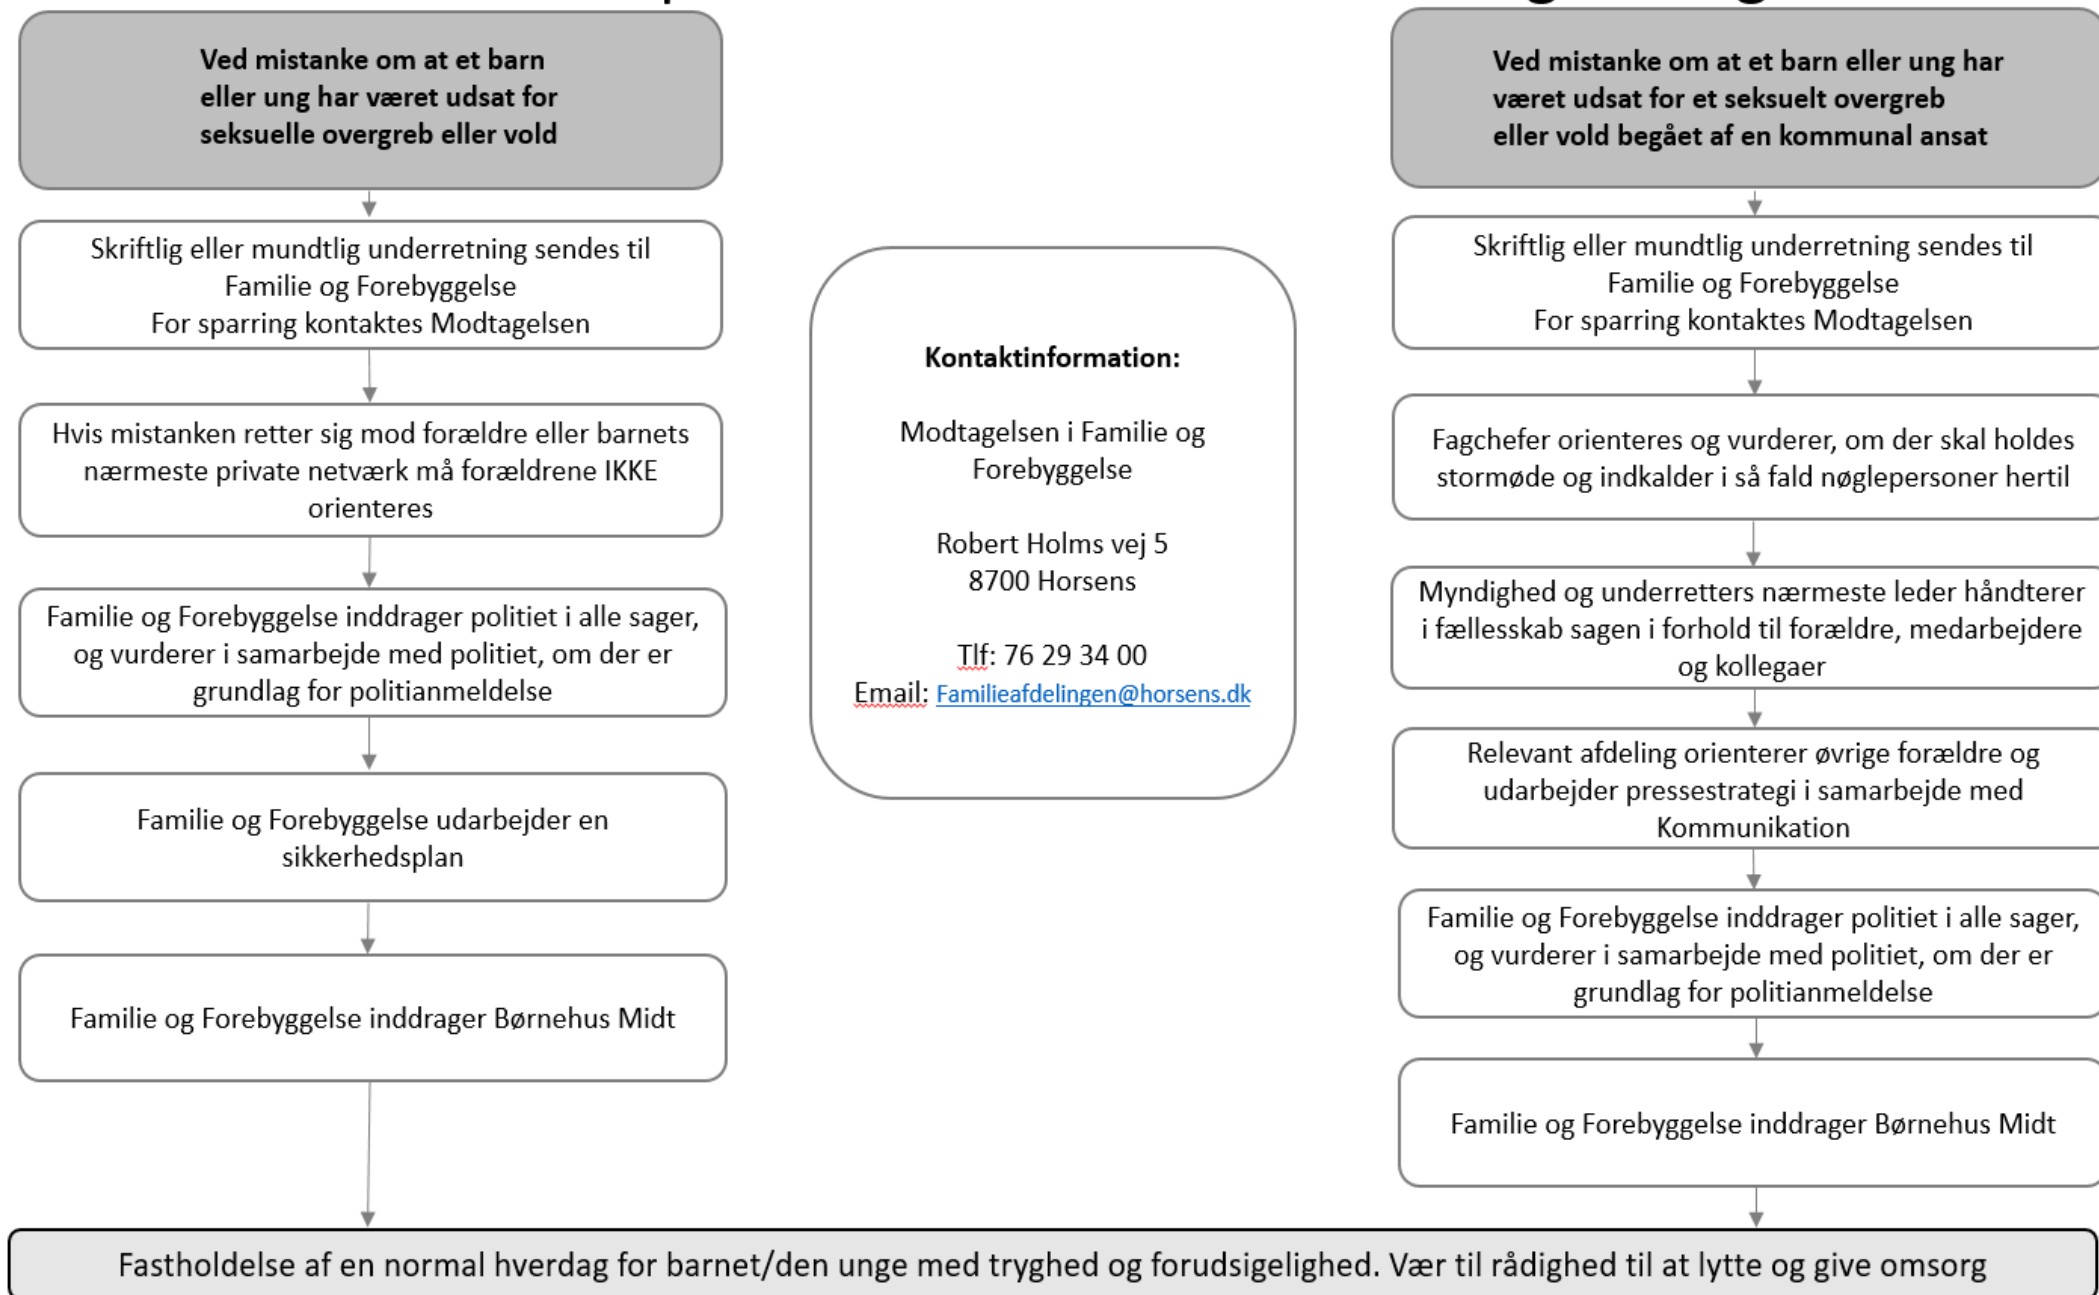 Ved mistanke om at et barn
eller ung har været udsat for
seksuelle overgreb eller vold
Skriftlig eller mundtlig underretning sendes til
Familie og Forebyggelse
For sparring kontaktes Modtagelsen
Hvis mistanken retter sig mod forældre eller barnets
nærmeste private netværk må forældrene IKKE
orienteres
Familie og Forebyggelse inddrager politiet i alle sager,
og vurderer i samarbejde med politiet, om der er
grundlag for politianmeldelse
Familie og Forebyggelse udarbejder en
sikkerhedsplan
Familie og Forebyggelse inddrager Børnehus Midt
Kontaktinformation:
Modtagelsen i Familie og
Forebyggelse
Robert Holms vej 5
8700 Horsens
Tlf: 76 29 34 00
Email: Familieafdelingen@horsens.dk
Ved mistanke om at et barn eller ung har
været udsat for et seksuelt overgreb
eller vold begået af en kommunal ansat
Skriftlig eller mundtlig underretning sendes til
Familie og Forebyggelse
For sparring kontaktes Modtagelsen
Fagchefer orienteres og vurderer, om der skal holdes
stormøde og indkalder i så fald nøglepersoner hertil
Myndighed og underretters nærmeste leder håndterer
i fællesskab sagen i forhold til forældre, medarbejdere
og kollegaer
Relevant afdeling orienterer øvrige forældre og
udarbejder pressestrategi i samarbejde med
Kommunikation
Familie og Forebyggelse inddrager politiet i alle sager,
og vurderer i samarbejde med politiet, om der er
grundlag for politianmeldelse
Familie og Forebyggelse inddrager Børnehus Midt
Fastholdelse af en normal hverdag for barnet/den unge med tryghed og forudsigelighed. Vær til rådighed til at lytte og give omsorg